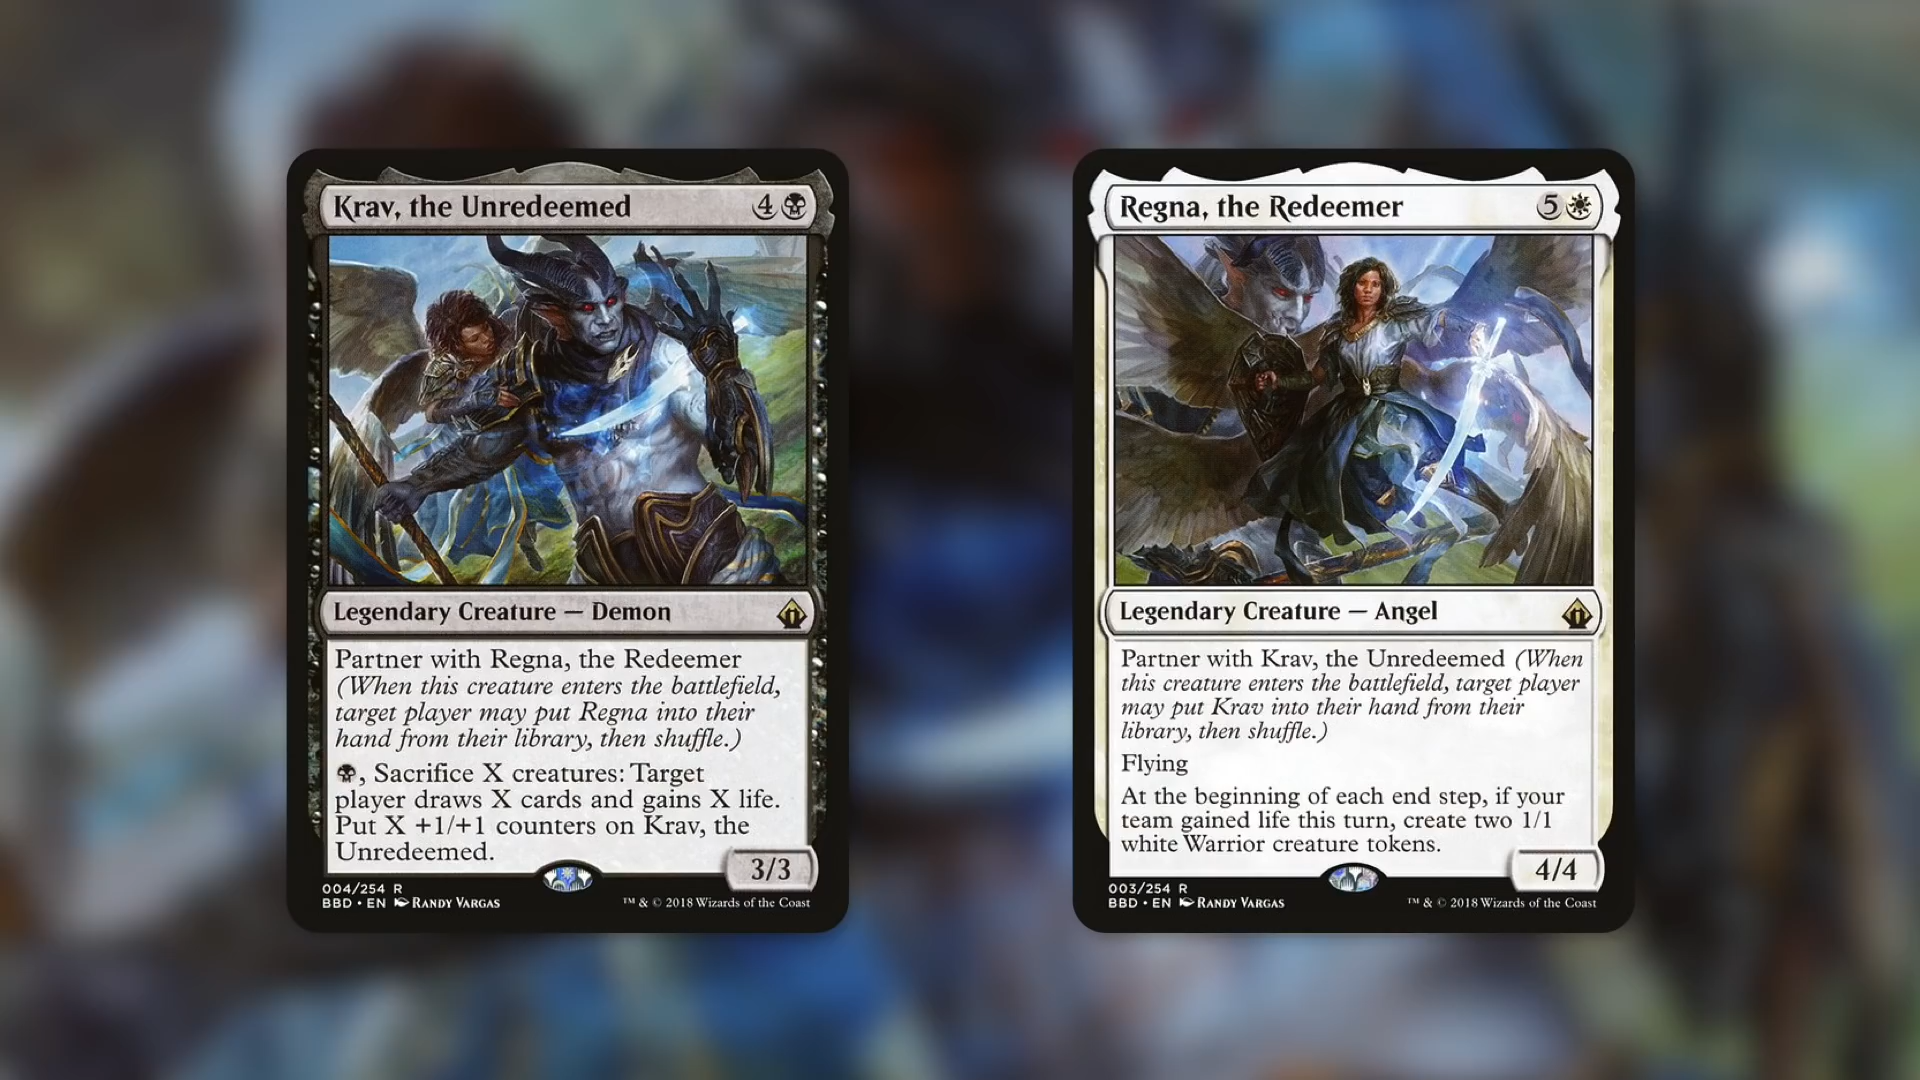 Krav, the Unredeemed 4
Legendary Creature — Demon
Partner with Regna, the Redeemer
(When this creature enters the battlefield,
target player may put Regna into their
hand from their library, then shuffle.)
, Sacrifice X creatures: Target
player draws X cards and gains X life.
Put X +1/+1 counters on Krav, the
Unredeemed.
3/3
004/254 R
BBD • EN RANDY VARGAS
™ & © 2018 Wizards of the Coast
Regna, the Redeemer 5
Legendary Creature — Angel
Partner with Krav, the Unredeemed (When
this creature enters the battlefield, target player
may put Krav into their hand from their
library, then shuffle.)
Flying
At the beginning of each end step, if your
team gained life this turn, create two 1/1
white Warrior creature tokens.
4/4
003/254 R
BBD • EN RANDY VARGAS
™ & © 2018 Wizards of the Coast